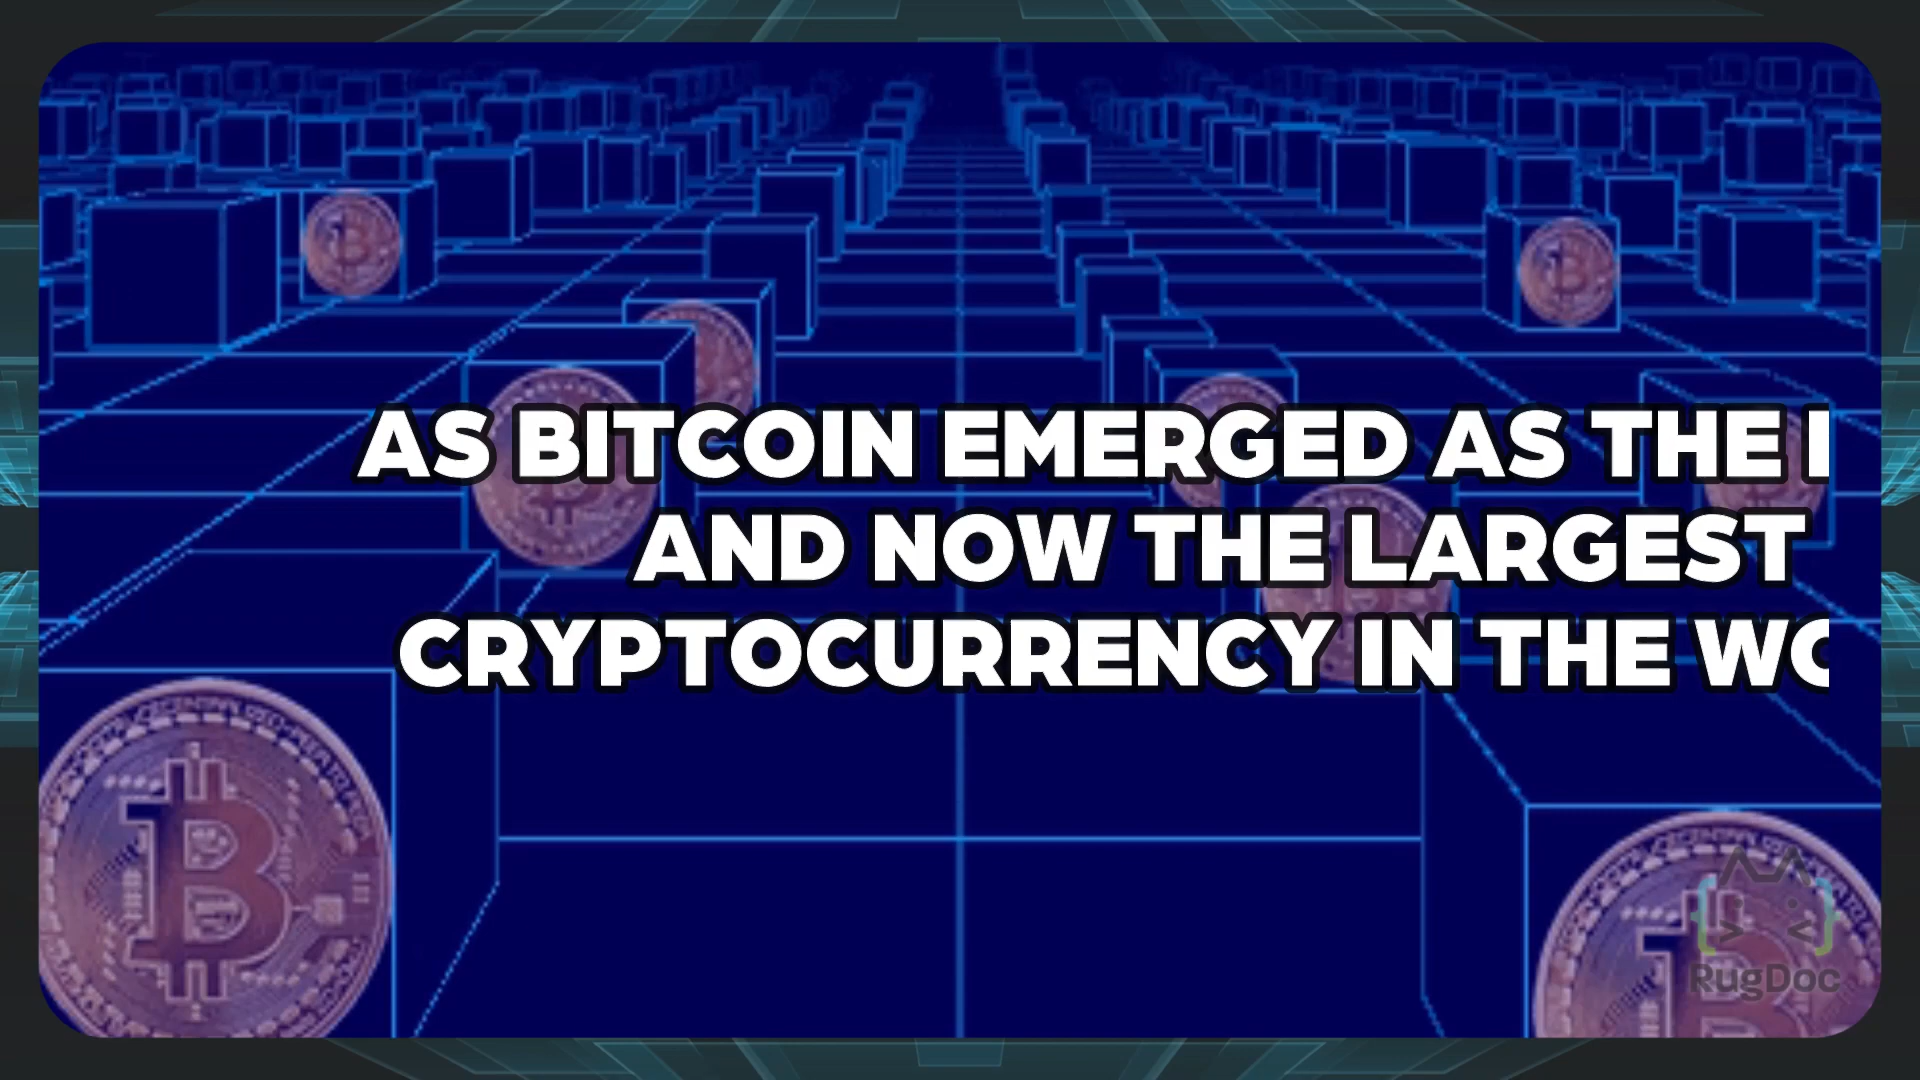 AS BITCOIN EMERGED AS THE
AND NOW THE LARGEST
CRYPTOCURRENCY IN THE
RugDoc